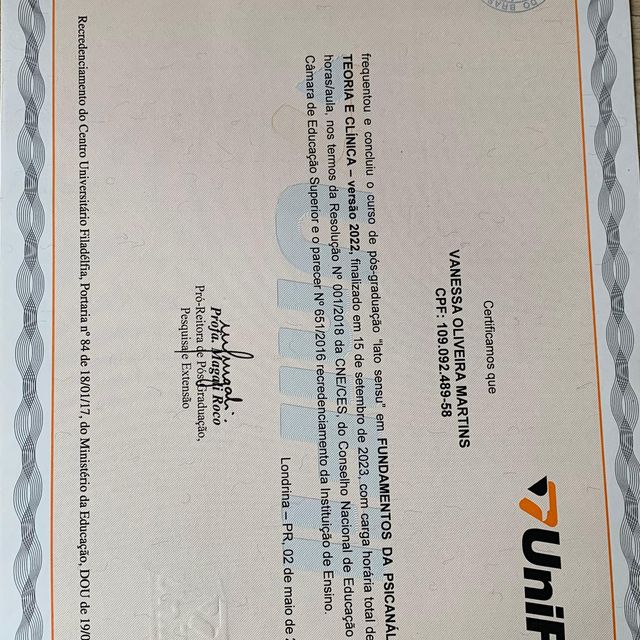 UniF
Certificamos que
VANESSA OLIVEIRA MARTINS
CPF: 109.092.489-58
frequentou e concluiu o curso de pós-graduação "lato sensu" em FUNDAMENTOS DA PSICANÁL
TEORIA E CLÍNICA – versão 2022, finalizado em 15 de setembro de 2023, com carga horária total de
horas/aula, nos termos da Resolução Nº 001/2018 da CNE/CES, do Conselho Nacional de Educação
Câmara de Educação Superior e o parecer Nº 651/2016 recredenciamento da Instituição de Ensino.
Londrina – PR, 02 de maio de
Profa. Magali Roco
Pró-Reitora de Pós-Graduação,
Pesquisa e Extensão
Recredenciamento do Centro Universitário Filadélfia, Portaria nº 84 de 18/01/17, do Ministério da Educação, DOU de 19/0